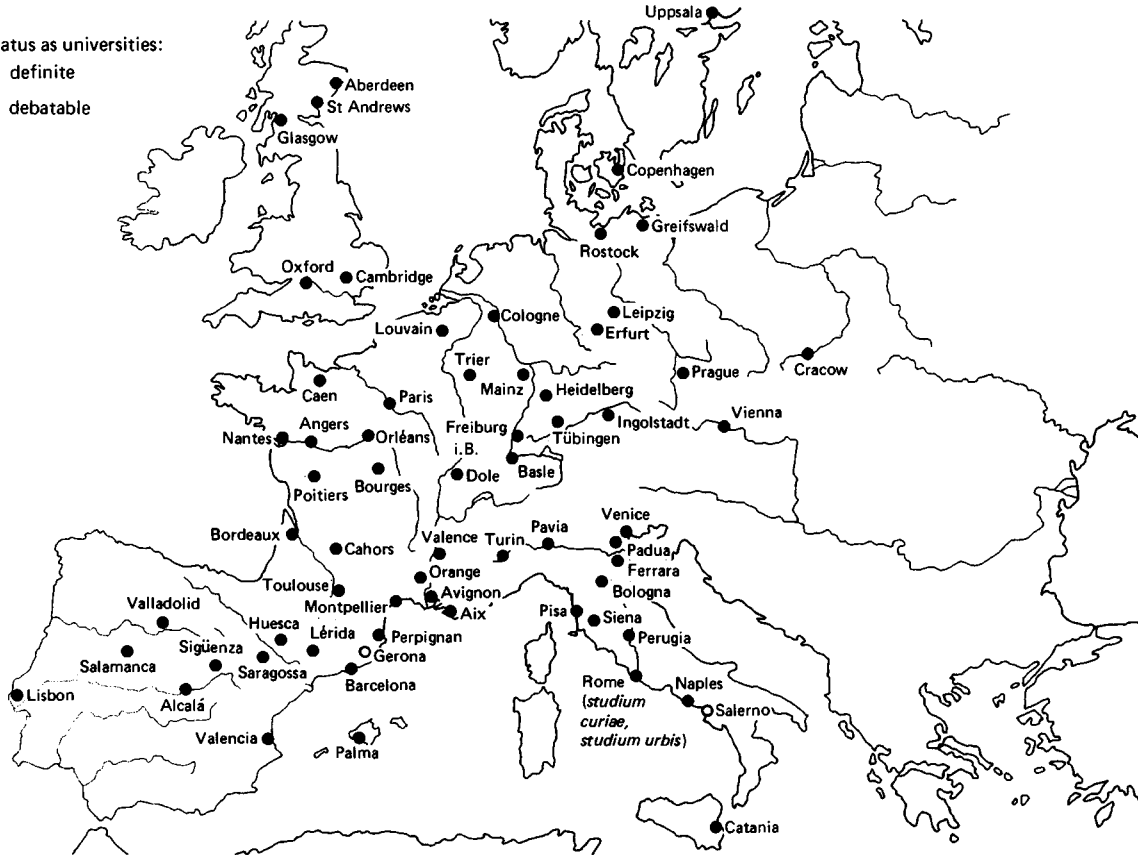 Uppsala
atus as universities:
definite
debatable
Aberdeen
St Andrews
Glasgow
Copenhagen
Greifswald
Rostock
Oxford
Cambridge
Cologne
Leipzig
Louvain
Erfurt
Trier
Mainz
Prague
Cracow
Caen
Paris
Heidelberg
Ingolstadt
Vienna
Tübingen
Nantes
Angers
Orléans
Freiburg
i.B.
Basle
Dole
Bourges
Poitiers
Bordeaux
Cahors
Valence
Turin
Pavia
Venice
Padua
Ferrara
Orange
Bologna
Toulouse
Montpellier
Avignon
Aix
Pisa
Siena
Perugia
Valladolid
Huesca
Lérida
Perpignan
Gerona
Salamanca
Sigüenza
Saragossa
Barcelona
Lisbon
Alcalá
Rome
(studium
curiae,
studium urbis)
Naples
Salerno
Valencia
Palma
Catania